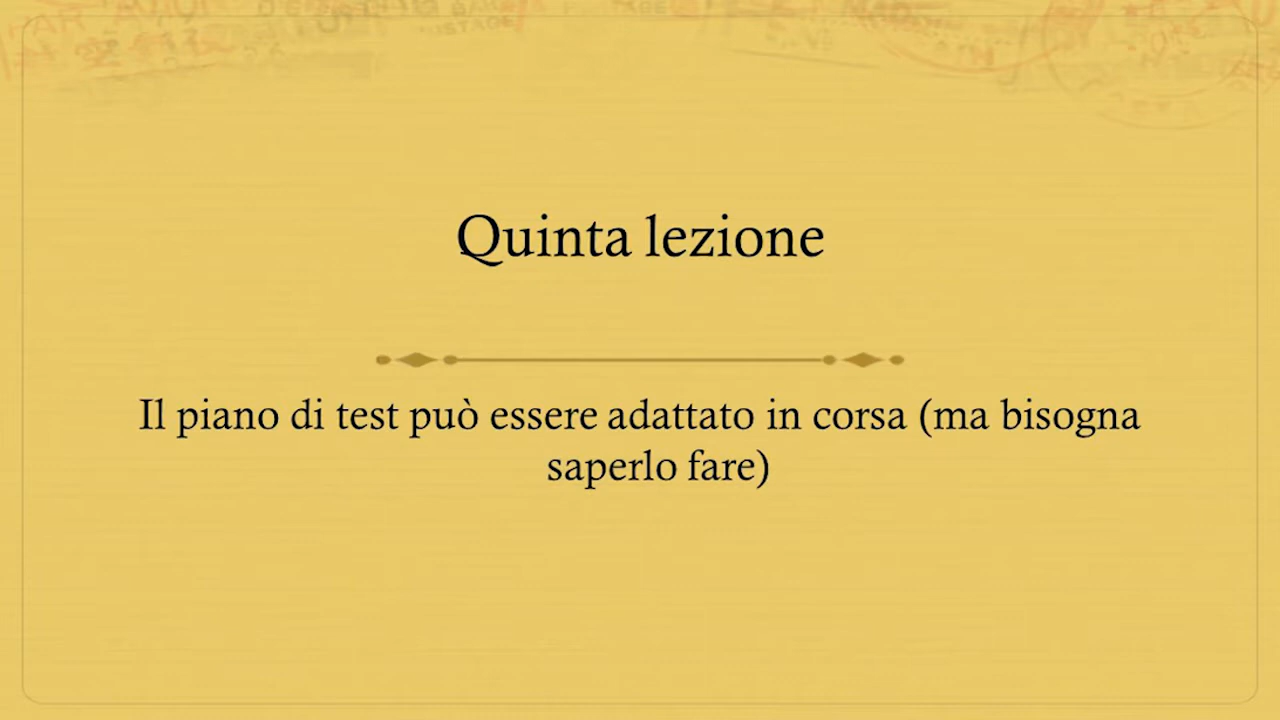 Quinta lezione
Il piano di test può essere adattato in corsa (ma bisogna
saperlo fare)